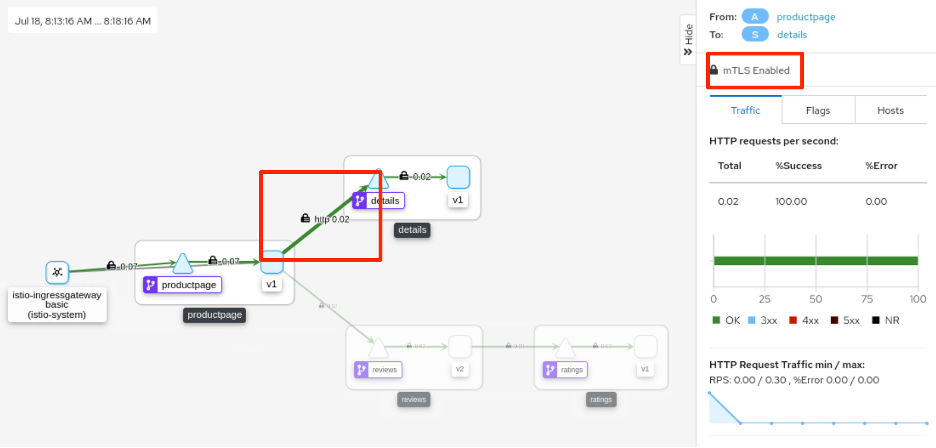 Jul 18, 8:13:16 AM ... 8:18:16 AM
Hide
From: A productpage
To: S details
mTLS Enabled
Traffic Flags Hosts
HTTP requests per second:
Total %Success %Error
0.02 100.00 0.00
0 25 50 75 100
OK 3xx 4xx 5xx NR
HTTP Request Traffic min / max:
RPS: 0.00 / 0.30 , %Error 0.00 / 0.00
0.02
details
v1
details
http 0.02
0.07
0.07
productpage
v1
productpage
istio-ingressgateway
basic
(istio-system)
reviews
v2
reviews
ratings
v1
ratings